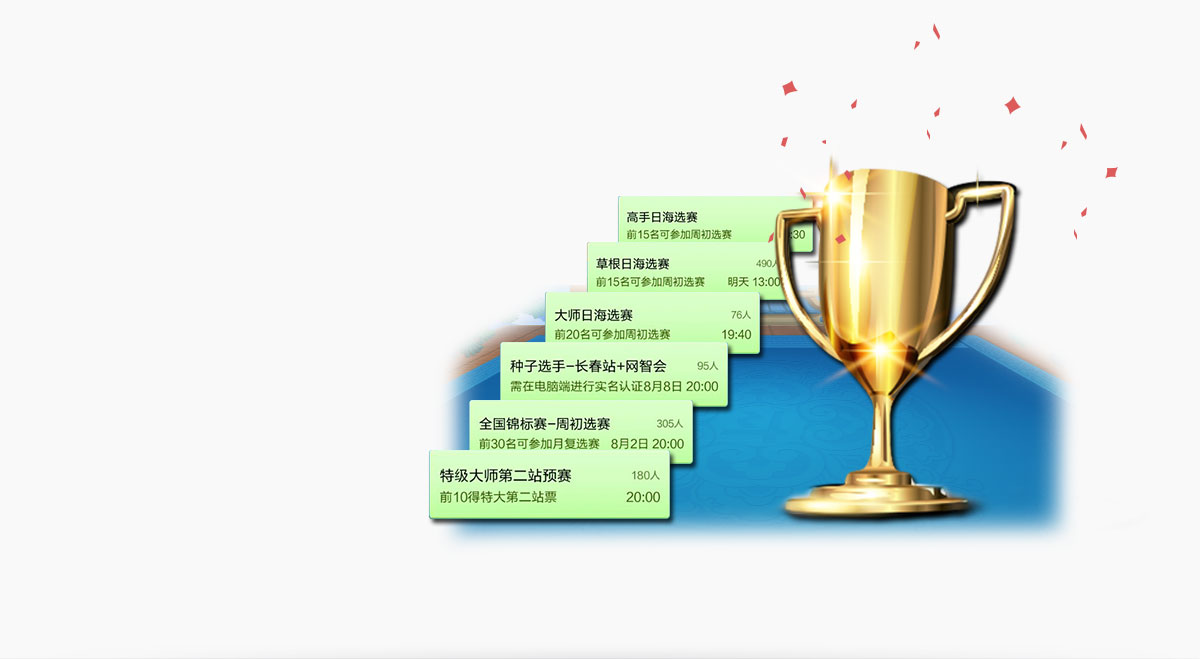 高手日海选赛
前15名可参加周初选赛 :30
草根日海选赛 490人
前15名可参加周初选赛 明天 13:00
大师日海选赛 76人
前20名可参加周初选赛 19:40
种子选手-长春站+网智会 95人
需在电脑端进行实名认证8月8日 20:00
全国锦标赛-周初选赛 305人
前30名可参加月复选赛 8月2日 20:00
特级大师第二站预赛 180人
前10得特大第二站票 20:00